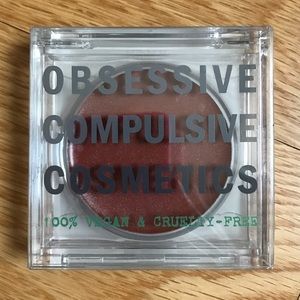 OBSESSIVE
COMPULSIVE
COSMETICS
100% VEGAN & CRUELTY-FREE